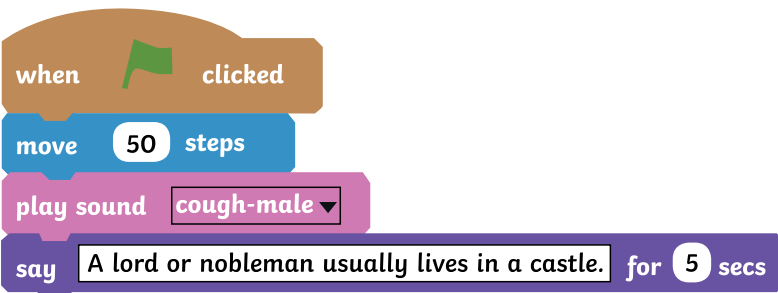 when clicked
move 50 steps
play sound cough-male
say A lord or nobleman usually lives in a castle. for 5 secs